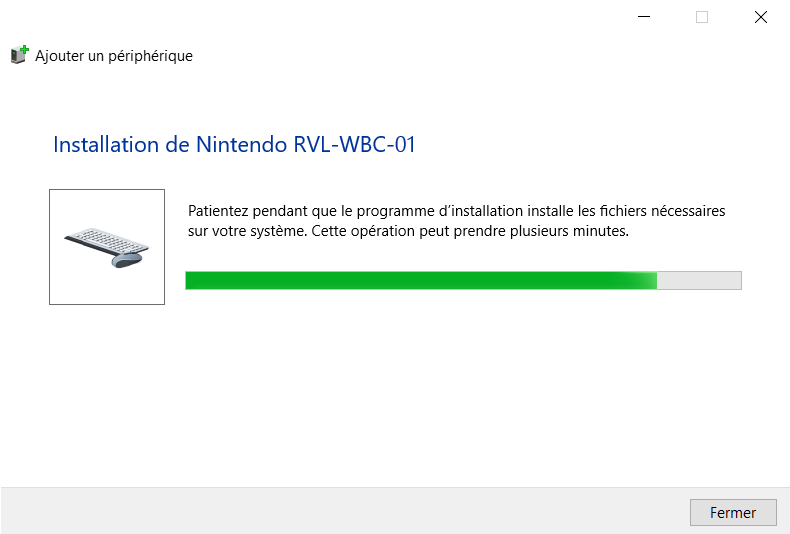 Ajouter un périphérique
Installation de Nintendo RVL-WBC-01
Patientez pendant que le programme d’installation installe les fichiers nécessaires
sur votre système. Cette opération peut prendre plusieurs minutes.
Fermer